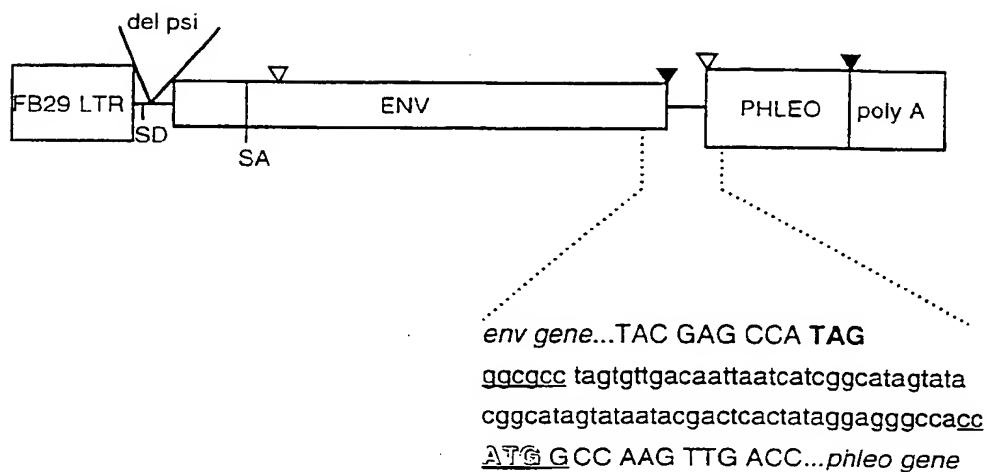 del psi
FB29 LTR
SD
SA
ENV
PHLEO
poly A
env gene...TAC GAG CCA TAG
ggcgcc tagtgttgacaattaatcatcggcatagtata
cggcatagtataatacgactcactataggagggccacc
ATG GCC AAG TTG ACC...phleo gene